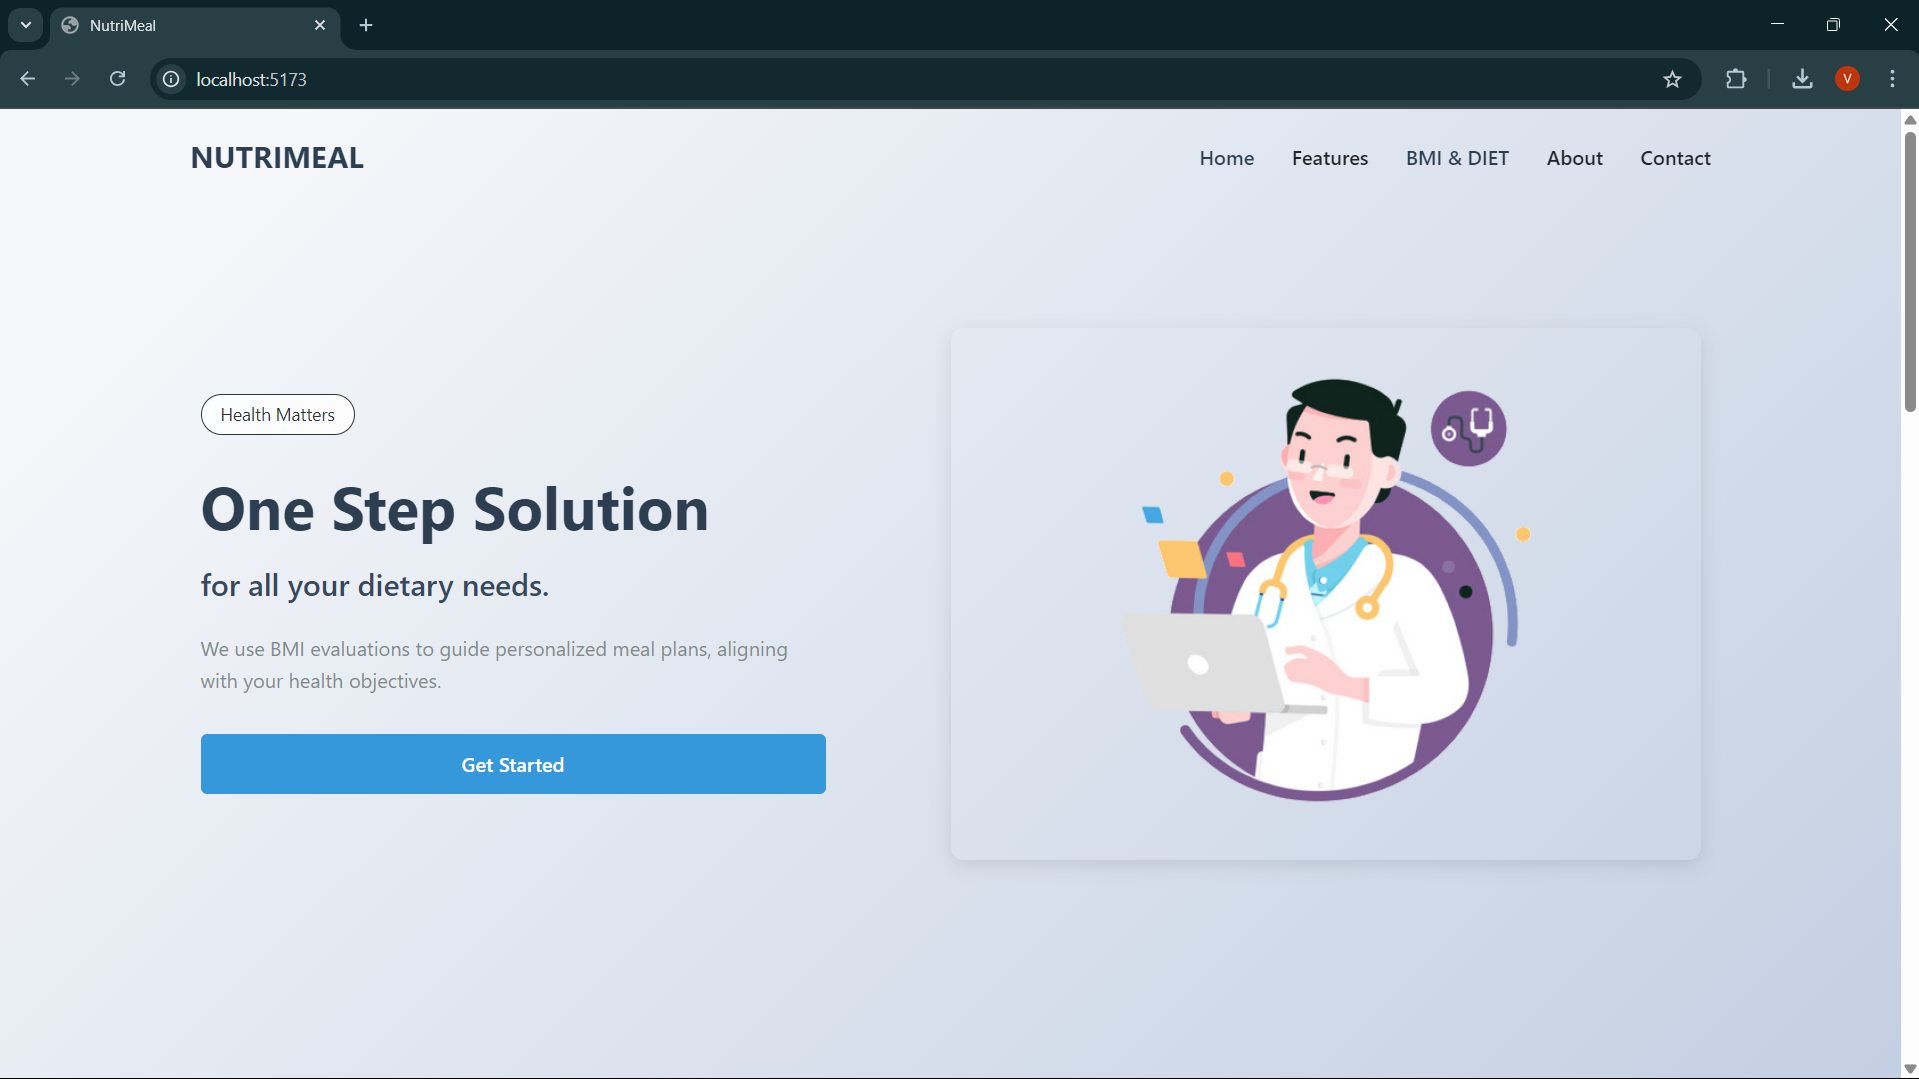 NutriMeal
localhost:5173
V
NUTRIMEAL
Home Features BMI & DIET About Contact
Health Matters
One Step Solution
for all your dietary needs.
We use BMI evaluations to guide personalized meal plans, aligning
with your health objectives.
Get Started